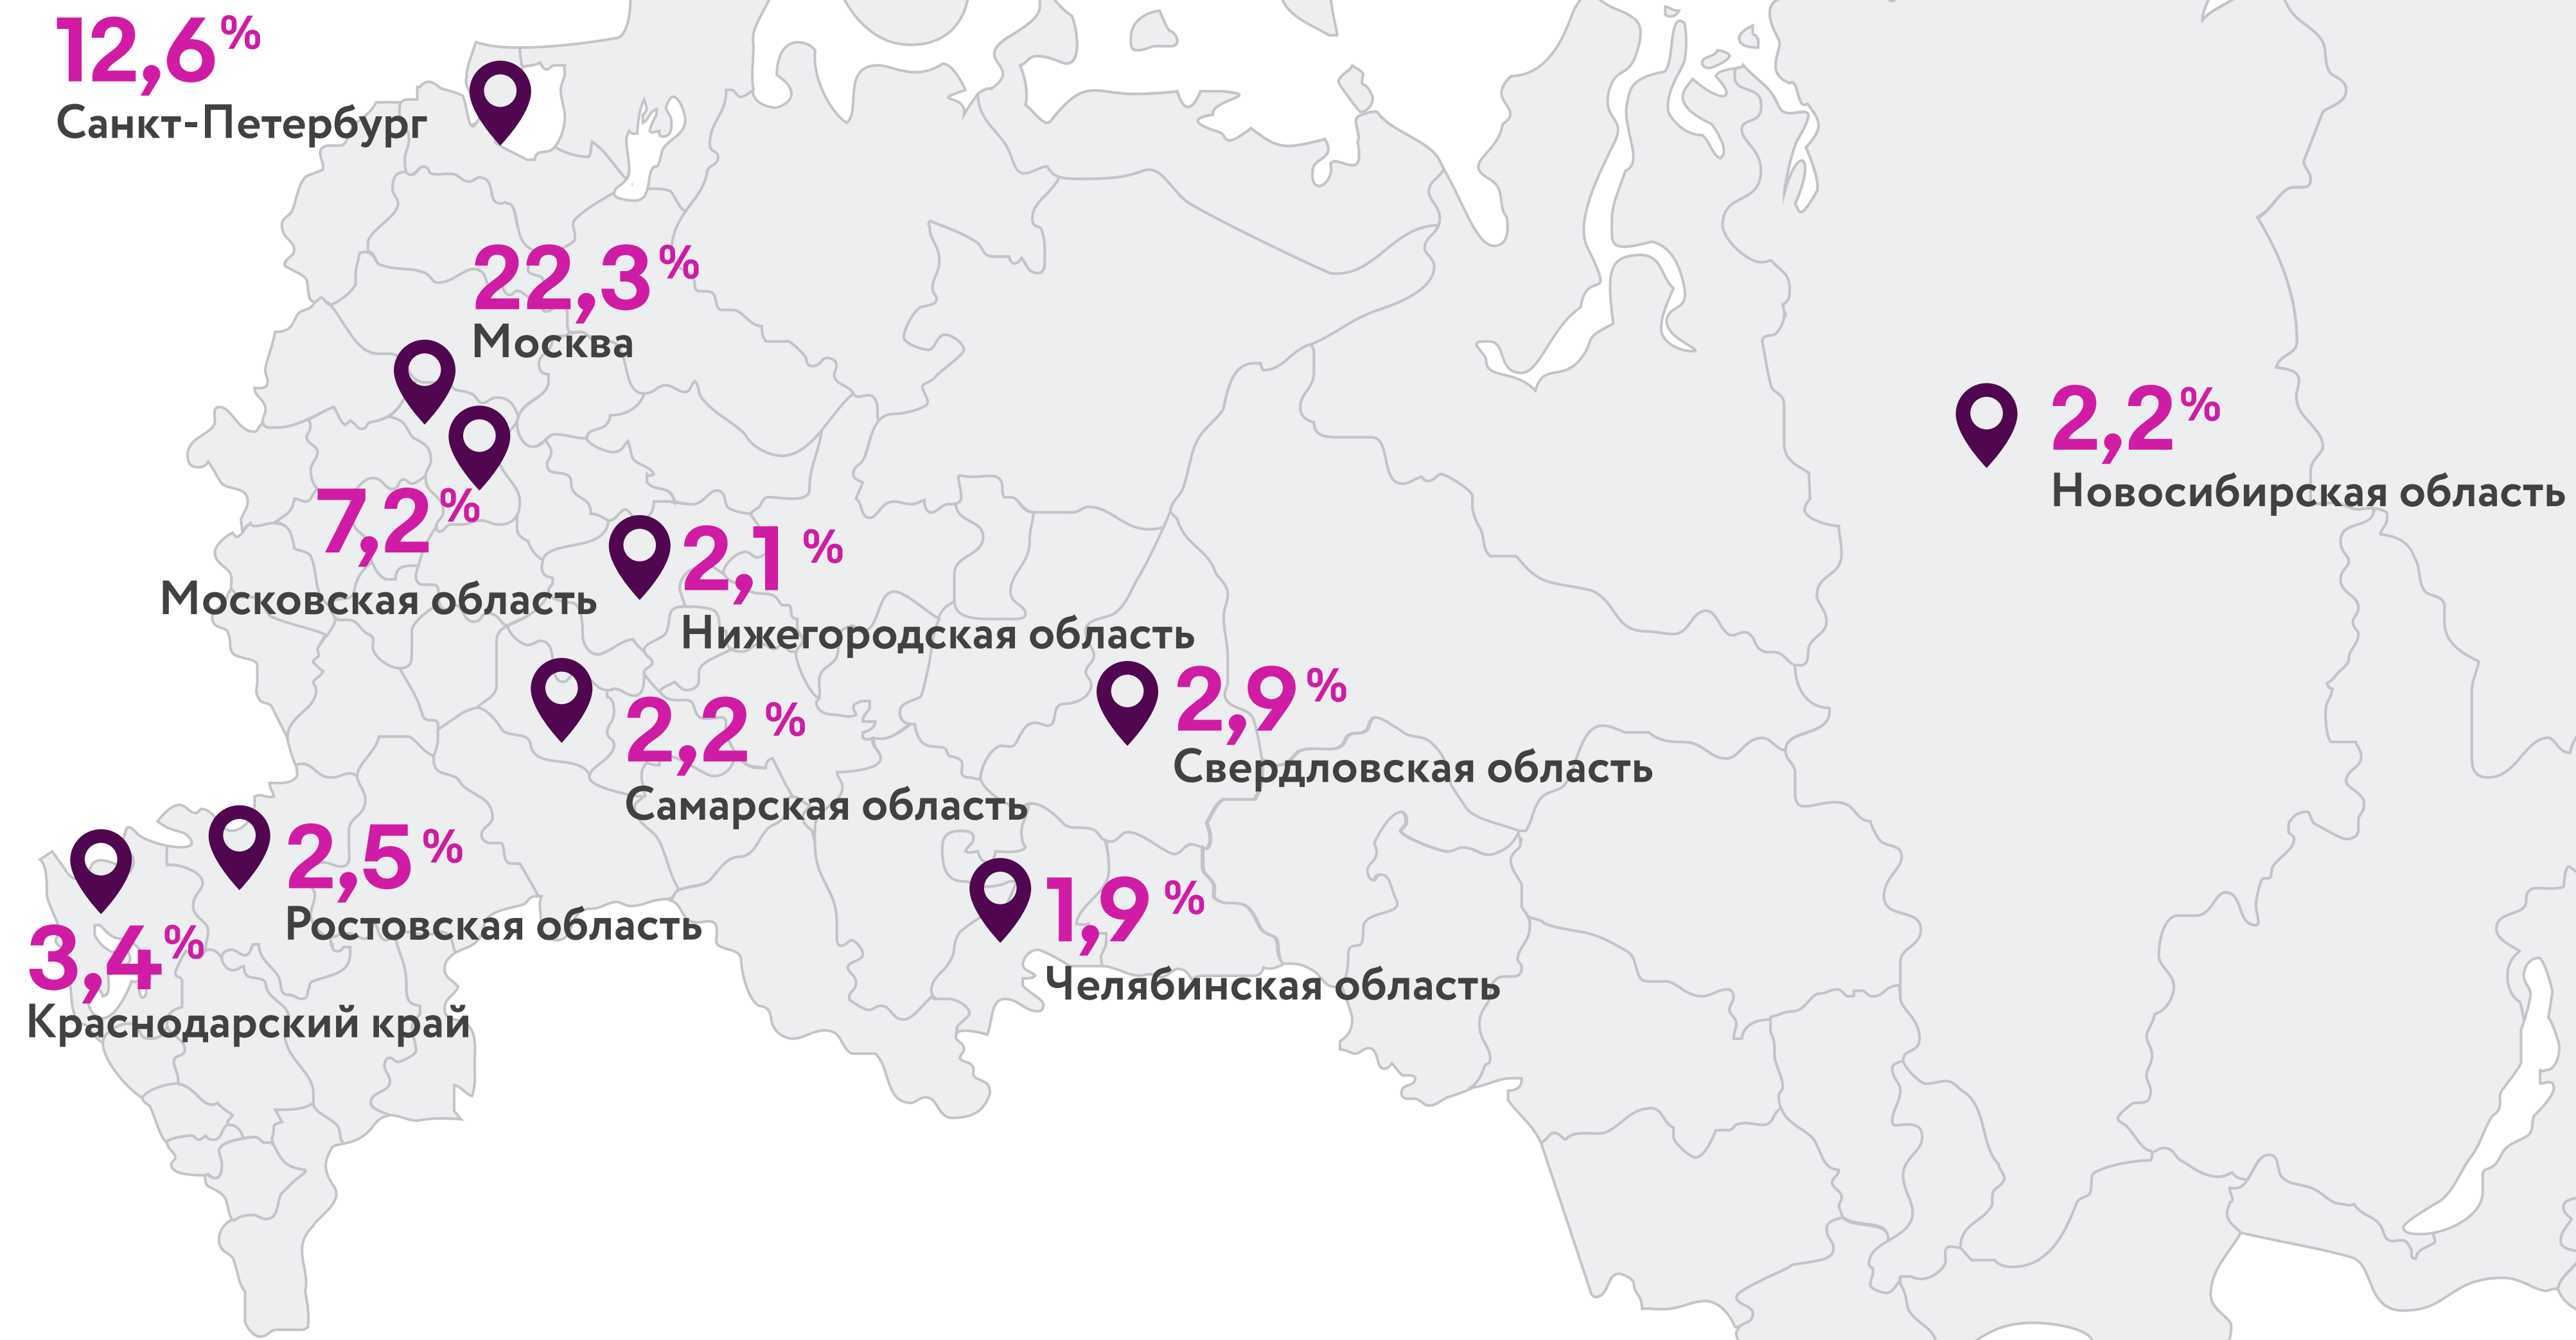 12,6%
Санкт-Петербург
22,3%
Москва
7,2%
Московская область
2,1 %
Нижегородская область
2,2%
Новосибирская область
2,9 %
Свердловская область
2,2 %
Самарская область
2,5 %
Ростовская область
3,4%
Краснодарский край
1,9 %
Челябинская область